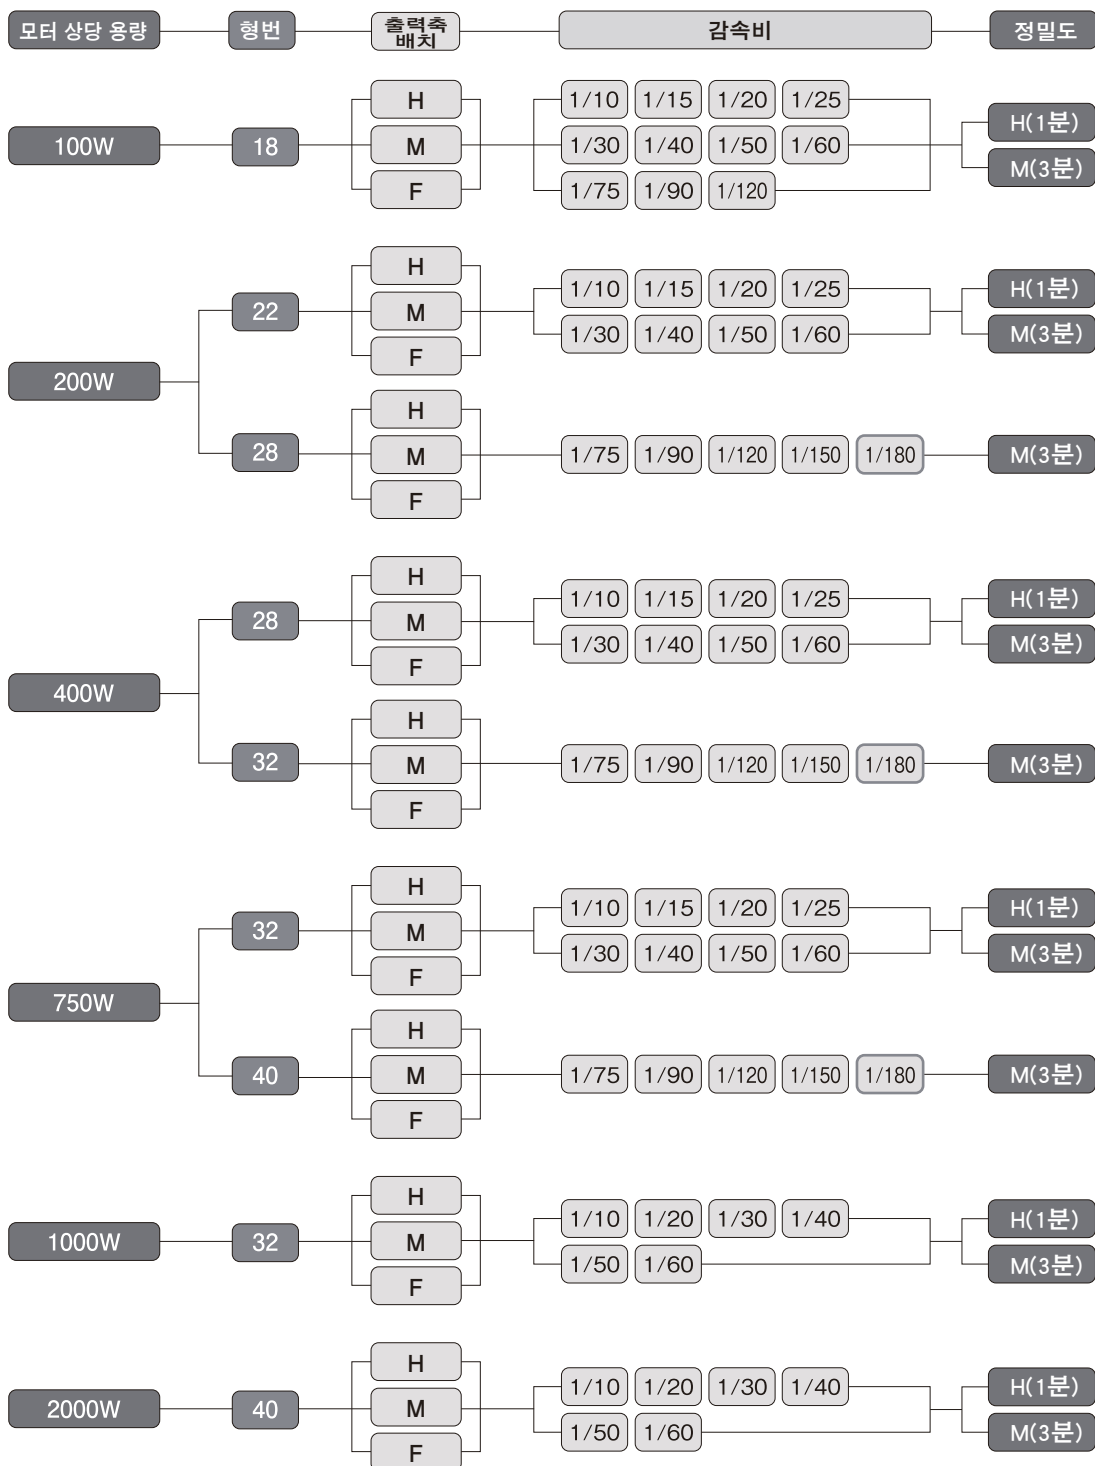 모터 상당 용량 형번 출력축 배치 감속비 정밀도
H
1/10 1/15 1/20 1/25
H(1분)
100W 18 M 1/30 1/40 1/50 1/60
M(3분)
F 1/75 1/90 1/120
H
1/10 1/15 1/20 1/25 H(1분)
22 M
1/30 1/40 1/50 1/60 M(3분)
F
200W
H
28 M 1/75 1/90 1/120 1/150 1/180 M(3분)
F
H
1/10 1/15 1/20 1/25 H(1분)
28 M
1/30 1/40 1/50 1/60 M(3분)
F
400W
H
32 M 1/75 1/90 1/120 1/150 1/180 M(3분)
F
H
1/10 1/15 1/20 1/25 H(1분)
32 M
1/30 1/40 1/50 1/60 M(3분)
F
750W
H
40 M 1/75 1/90 1/120 1/150 1/180 M(3분)
F
H
1/10 1/20 1/30 1/40 H(1분)
1000W 32 M
1/50 1/60 M(3분)
F
H
1/10 1/20 1/30 1/40 H(1분)
2000W 40 M
1/50 1/60 M(3분)
F